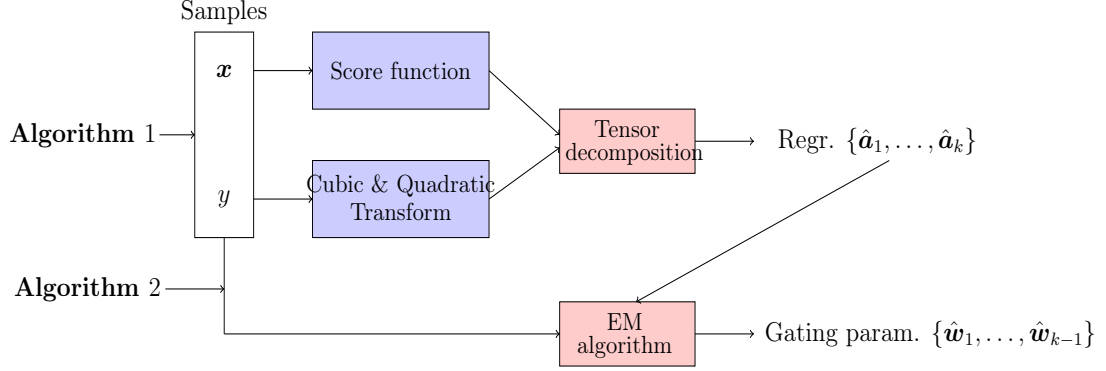 Samples
𝒙
Score function
Algorithm 1
Tensor
decomposition
Regr. {𝒂̂₁, . . . , 𝒂̂ₖ}
y
Cubic & Quadratic
Transform
Algorithm 2
EM
algorithm
Gating param. {𝒘̂₁, . . . , 𝒘̂ₖ₋₁}